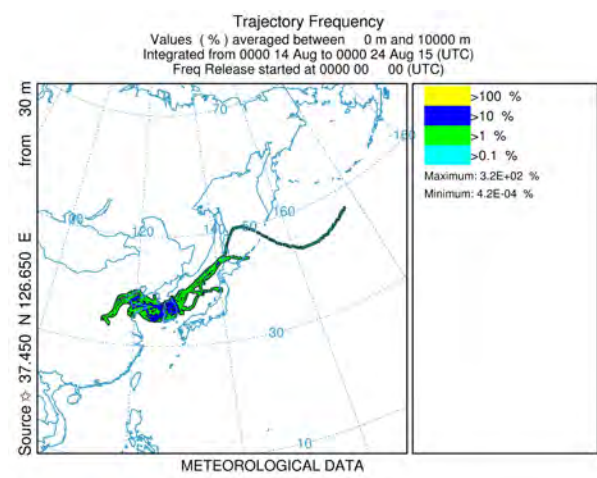 Trajectory Frequency
Values ( % ) averaged between 0 m and 10000 m
Integrated from 0000 14 Aug to 0000 24 Aug 15 (UTC)
Freq Release started at 0000 00 00 (UTC)
Source ☆ 37.450 N 126.650 E from 30 m
>100 %
>10 %
>1 %
>0.1 %
Maximum: 3.2E+02 %
Minimum: 4.2E-04 %
70
-160
160
120
140
50
30
10
METEOROLOGICAL DATA